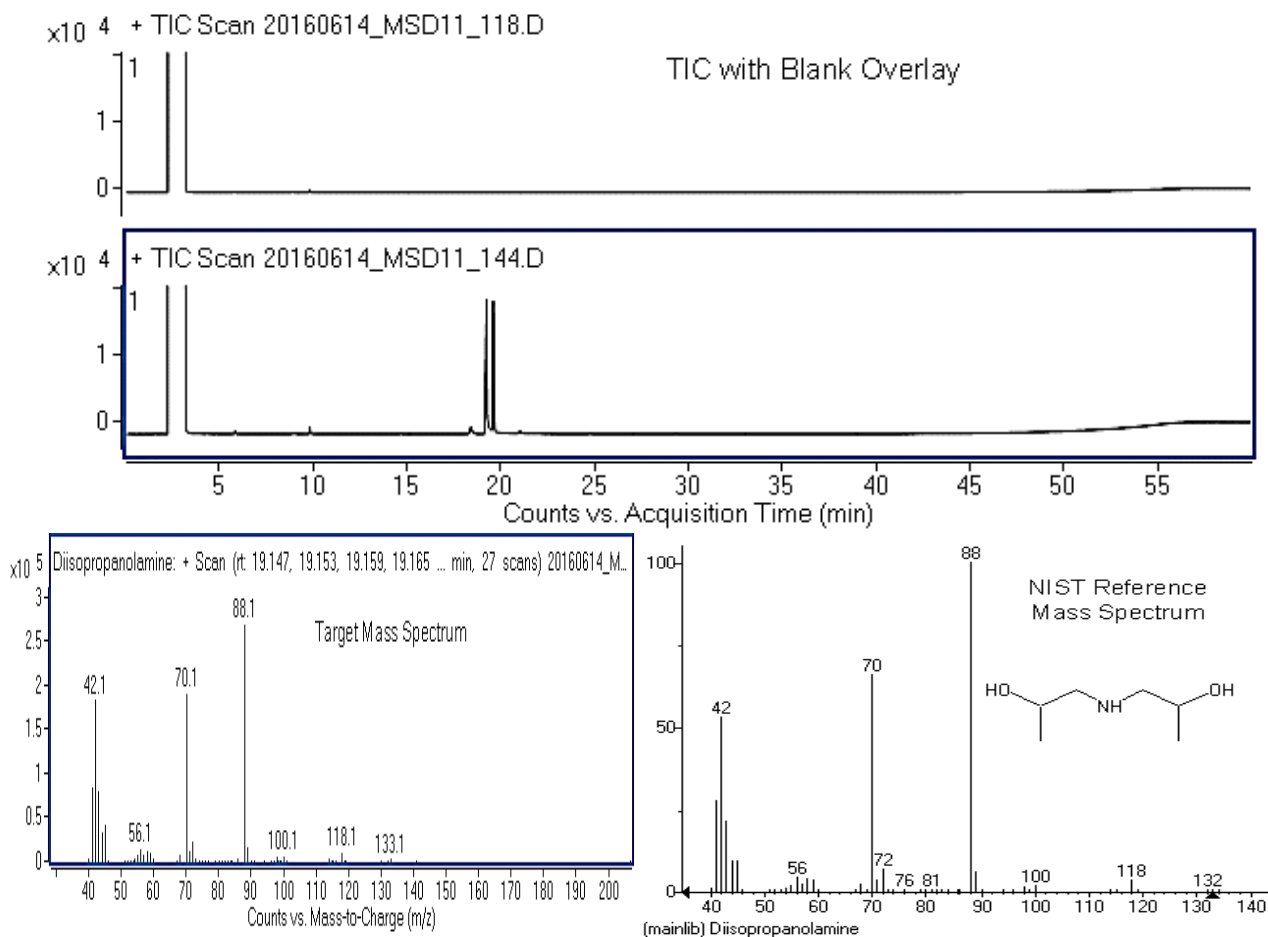 x10 4 + TIC Scan 20160614_MSD11_118.D
TIC with Blank Overlay
1
1
0
x10 4 + TIC Scan 20160614_MSD11_144.D
1
1
0
5 10 15 20 25 30 35 40 45 50 55
Counts vs. Acquisition Time (min)
x10 5 Diisopropanolamine: + Scan (rt: 19.147, 19.153, 19.159, 19.165 ... min, 27 scans) 20160614_M...
3
2.5
2
1.5
1
0.5
0
Target Mass Spectrum
88.1
70.1
42.1
56.1
100.1
118.1
133.1
40 50 60 70 80 90 100 110 120 130 140 150 160 170 180 190 200
Counts vs. Mass-to-Charge (m/z)
100
50
0
NIST Reference
Mass Spectrum
88
70
42
56
72
76
81
100
118
132
HO
NH
OH
40 50 60 70 80 90 100 110 120 130 140
(mainlib) Diisopropanolamine